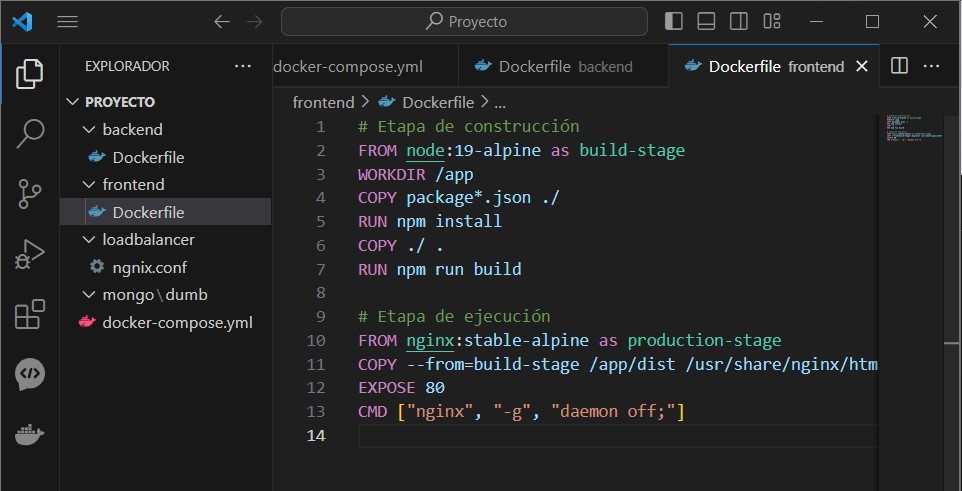 Proyecto
EXPLORADOR ...
PROYECTO
backend
Dockerfile
frontend
Dockerfile
loadbalancer
ngnix.conf
mongo\dumb
docker-compose.yml
docker-compose.yml Dockerfile backend Dockerfile frontend
frontend > Dockerfile > ...
1 # Etapa de construcción
2 FROM node:19-alpine as build-stage
3 WORKDIR /app
4 COPY package*.json ./
5 RUN npm install
6 COPY ./ .
7 RUN npm run build
8
9 # Etapa de ejecución
10 FROM nginx:stable-alpine as production-stage
11 COPY --from=build-stage /app/dist /usr/share/nginx/htm
12 EXPOSE 80
13 CMD ["nginx", "-g", "daemon off;"]
14